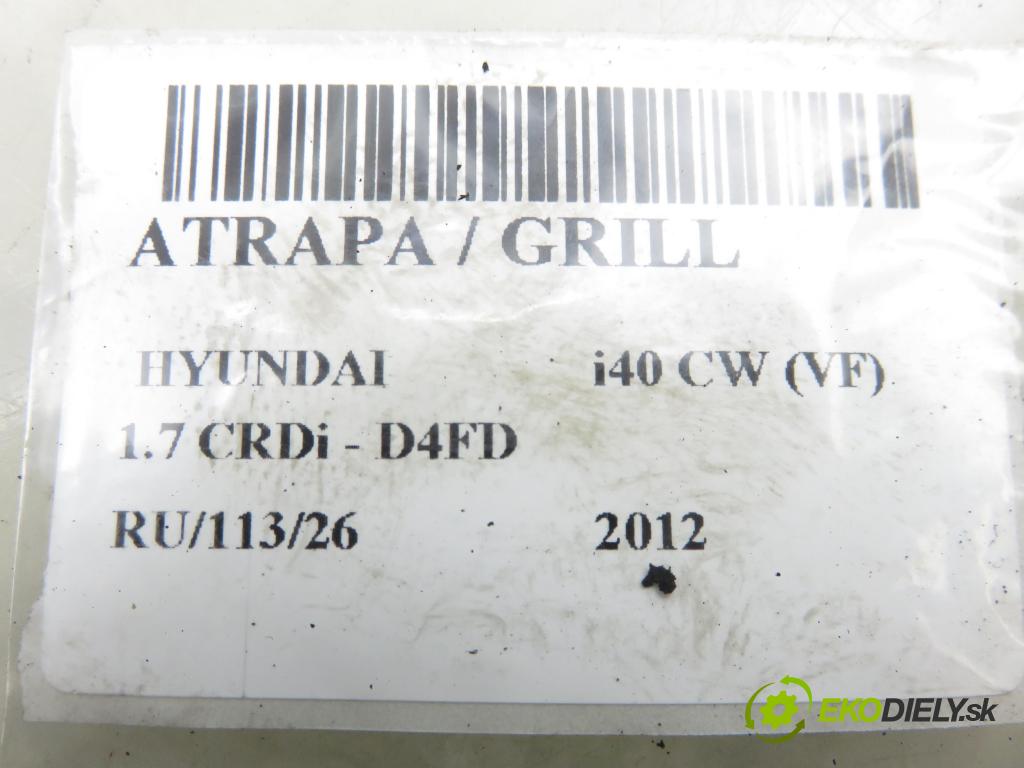 ATRAPA / GRILL
HYUNDAI i40 CW (VF)
1.7 CRDi - D4FD
RU/113/26 2012
EKODIELY.sk